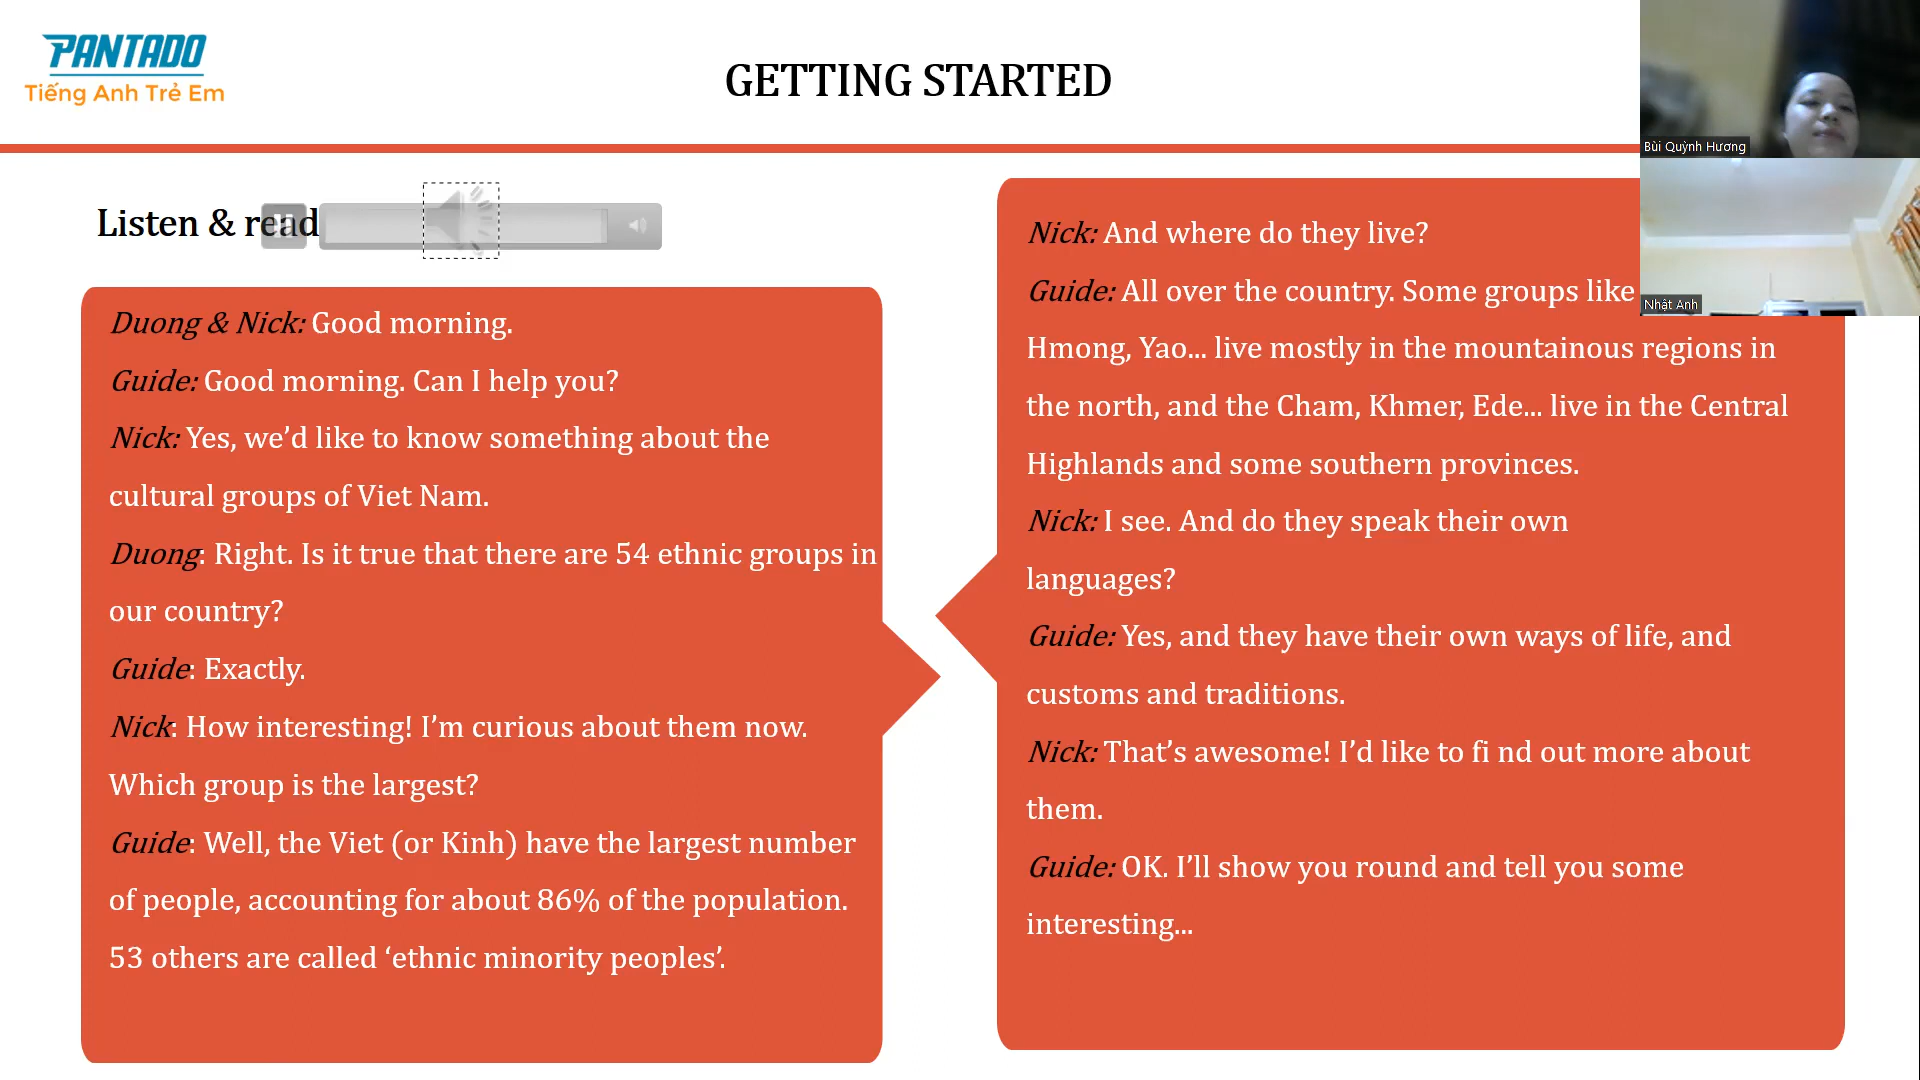 PANTADO
Tiếng Anh Trẻ Em
GETTING STARTED
Bùi Quỳnh Hương
Nhật Anh
Listen & read
Duong & Nick: Good morning.
Guide: Good morning. Can I help you?
Nick: Yes, we’d like to know something about the
cultural groups of Viet Nam.
Duong: Right. Is it true that there are 54 ethnic groups in
our country?
Guide: Exactly.
Nick: How interesting! I’m curious about them now.
Which group is the largest?
Guide: Well, the Viet (or Kinh) have the largest number
of people, accounting for about 86% of the population.
53 others are called ‘ethnic minority peoples’.
Nick: And where do they live?
Guide: All over the country. Some groups like
Hmong, Yao... live mostly in the mountainous regions in
the north, and the Cham, Khmer, Ede... live in the Central
Highlands and some southern provinces.
Nick: I see. And do they speak their own
languages?
Guide: Yes, and they have their own ways of life, and
customs and traditions.
Nick: That’s awesome! I’d like to fi nd out more about
them.
Guide: OK. I’ll show you round and tell you some
interesting...